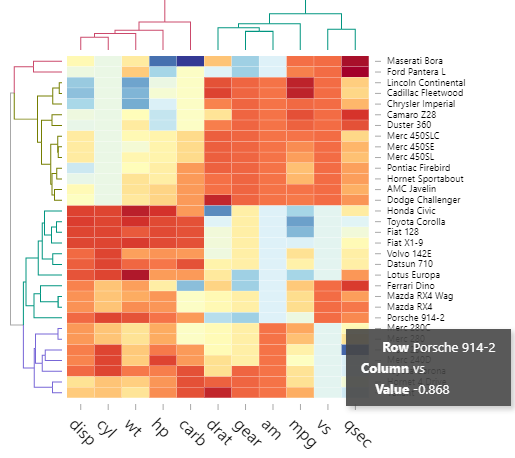 Maserati Bora
Ford Pantera L
Lincoln Continental
Cadillac Fleetwood
Chrysler Imperial
Camaro Z28
Duster 360
Merc 450SLC
Merc 450SE
Merc 450SL
Pontiac Firebird
Hornet Sportabout
AMC Javelin
Dodge Challenger
Honda Civic
Toyota Corolla
Fiat 128
Fiat X1-9
Volvo 142E
Datsun 710
Lotus Europa
Ferrari Dino
Mazda RX4 Wag
Mazda RX4
Porsche 914-2
Merc 280C
Row Porsche 914-2
Column vs
Value -0.868
disp cyl wt hp carb drat gear am mpg vs qsec